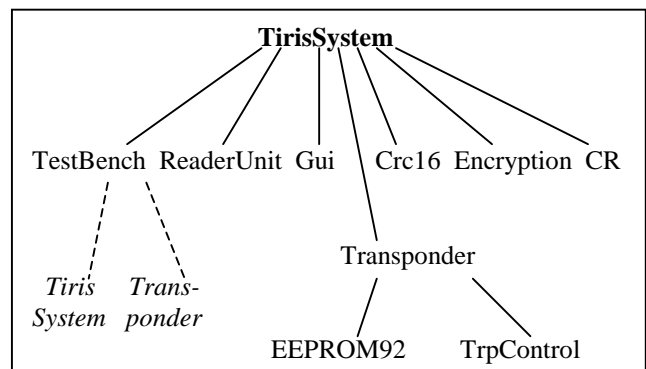 TirisSystem
TestBench ReaderUnit Gui Crc16 Encryption CR
Transponder
Tiris Trans-
System ponder
EEPROM92 TrpControl